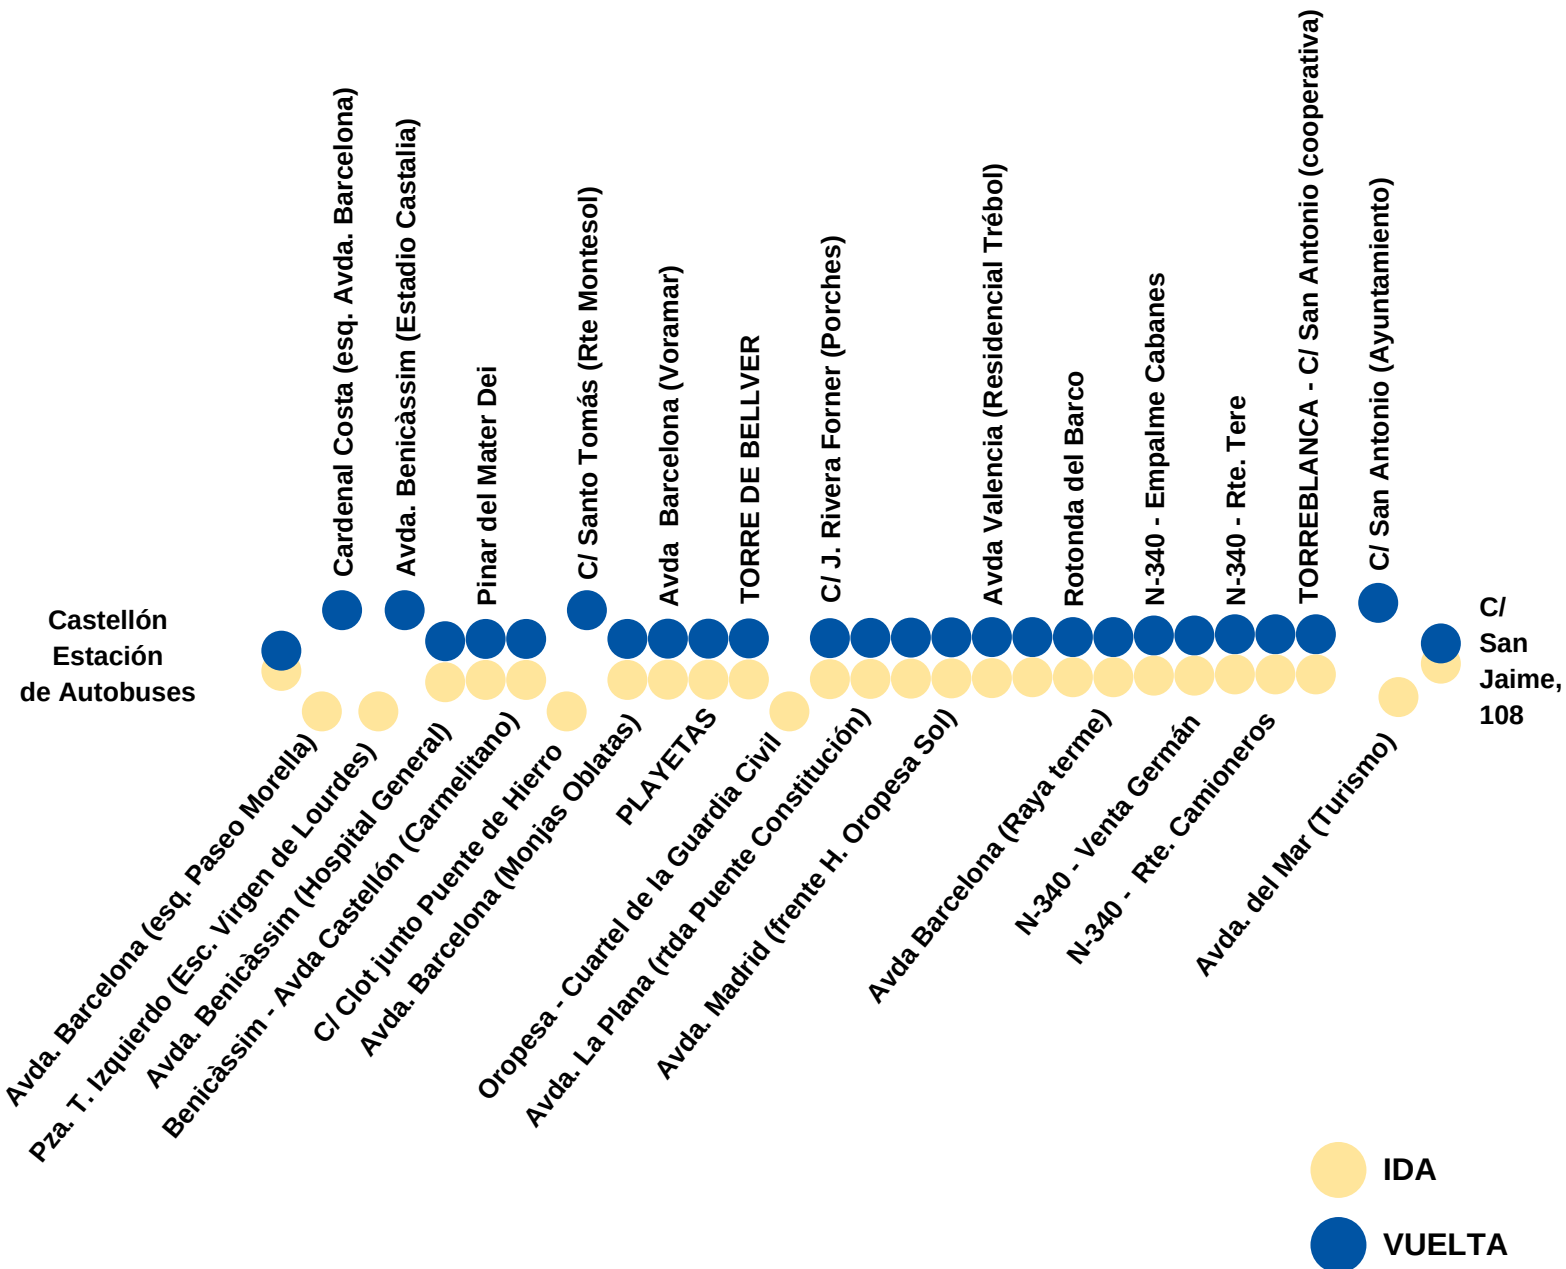 Cardenal Costa (esq. Avda. Barcelona)
Avda. Benicàssim (Estadio Castalia)
Pinar del Mater Dei
C/ Santo Tomás (Rte Montesol)
Avda  Barcelona (Voramar)
TORRE DE BELLVER
C/ J. Rivera Forner (Porches)
Avda Valencia (Residencial Trébol)
Rotonda del Barco
N-340 - Empalme Cabanes
N-340 - Rte. Tere
TORREBLANCA - C/ San Antonio (cooperativa)
C/ San Antonio (Ayuntamiento)
Castellón
Estación
de Autobuses
C/
San
Jaime,
108
Avda. Barcelona (esq. Paseo Morella)
Pza. T. Izquierdo (Esc. Virgen de Lourdes)
Avda. Benicàssim (Hospital General)
Benicàssim - Avda Castellón (Carmelitano)
C/ Clot junto Puente de Hierro
Avda. Barcelona (Monjas Oblatas)
PLAYETAS
Oropesa - Cuartel de la Guardia Civil
Avda. La Plana (rtda Puente Constitución)
Avda. Madrid (frente H. Oropesa Sol)
Avda Barcelona (Raya terme)
N-340 - Venta Germán
N-340 -  Rte. Camioneros
Avda. del Mar (Turismo)
IDA
VUELTA